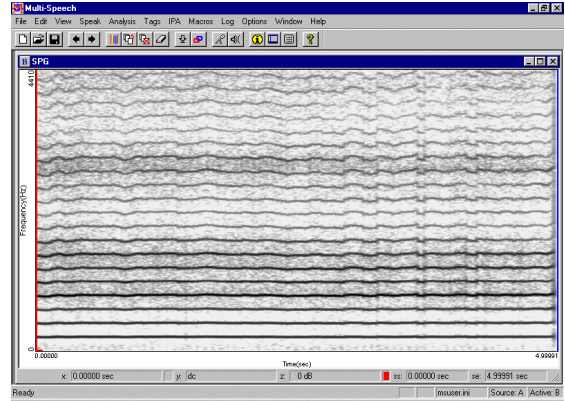 Multi-Speech
File Edit View Speak Analysis Tags IPA Macros Log Options Window Help
B SPG
4410
Frequency(Hz)
0
0.00000 4.99991
Time(sec)
x: 0.00000 sec y: dc z: 0 dB ss: 0.00000 sec se: 4.99991 sec
Ready msuser.ini Source: A Active: B